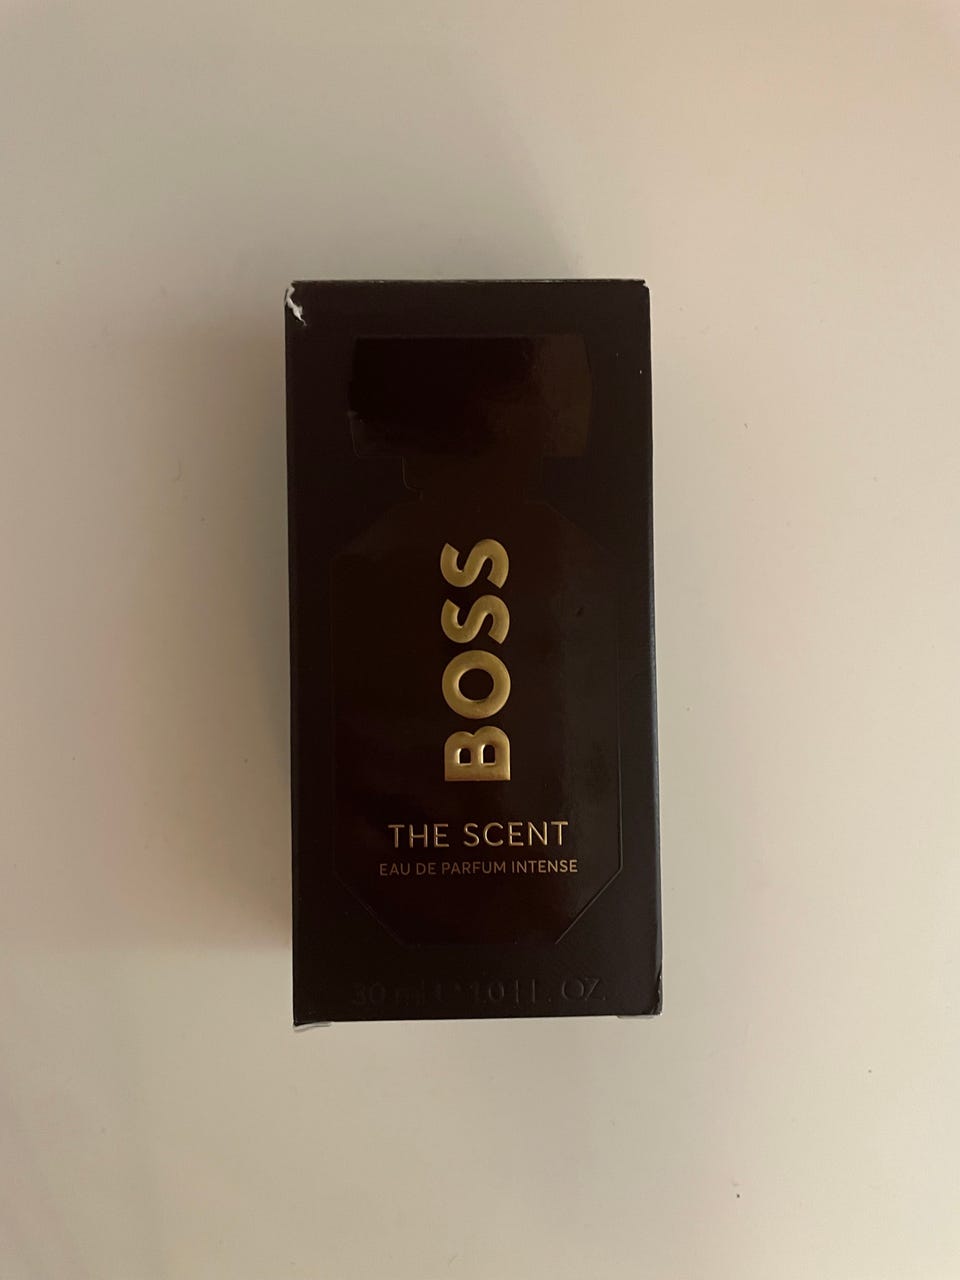 BOSS
THE SCENT
EAU DE PARFUM INTENSE
30 ml e 1.0 FL. OZ.